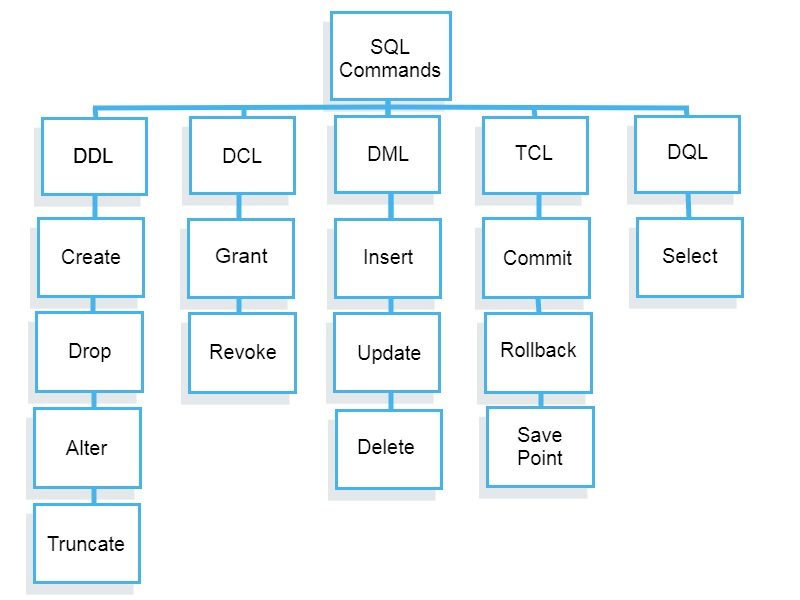 SQL
Commands
DDL
DCL
DML
TCL
DQL
Create
Grant
Insert
Commit
Select
Drop
Revoke
Update
Rollback
Alter
Delete
Save
Point
Truncate